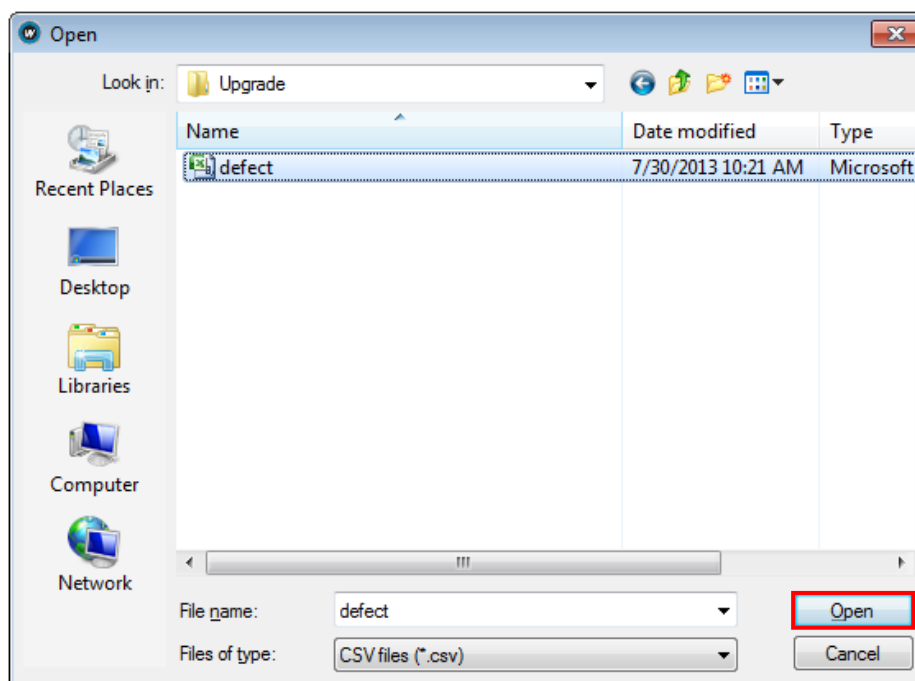 Open
Look in: Upgrade
Name Date modified Type
defect 7/30/2013 10:21 AM Microsoft
Recent Places
Desktop
Libraries
Computer
Network
File name: defect Open
Files of type: CSV files (*.csv) Cancel